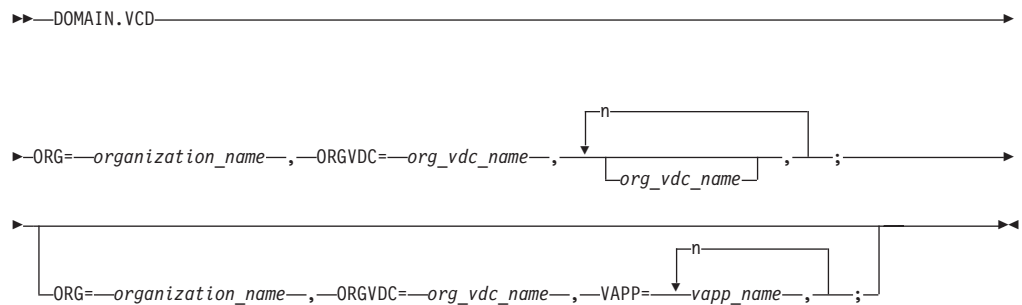 DOMAIN.VCD
n
ORG= organization_name , ORGVDC= org_vdc_name , , ;
org_vdc_name
n
ORG= organization_name , ORGVDC= org_vdc_name , VAPP= vapp_name , ;